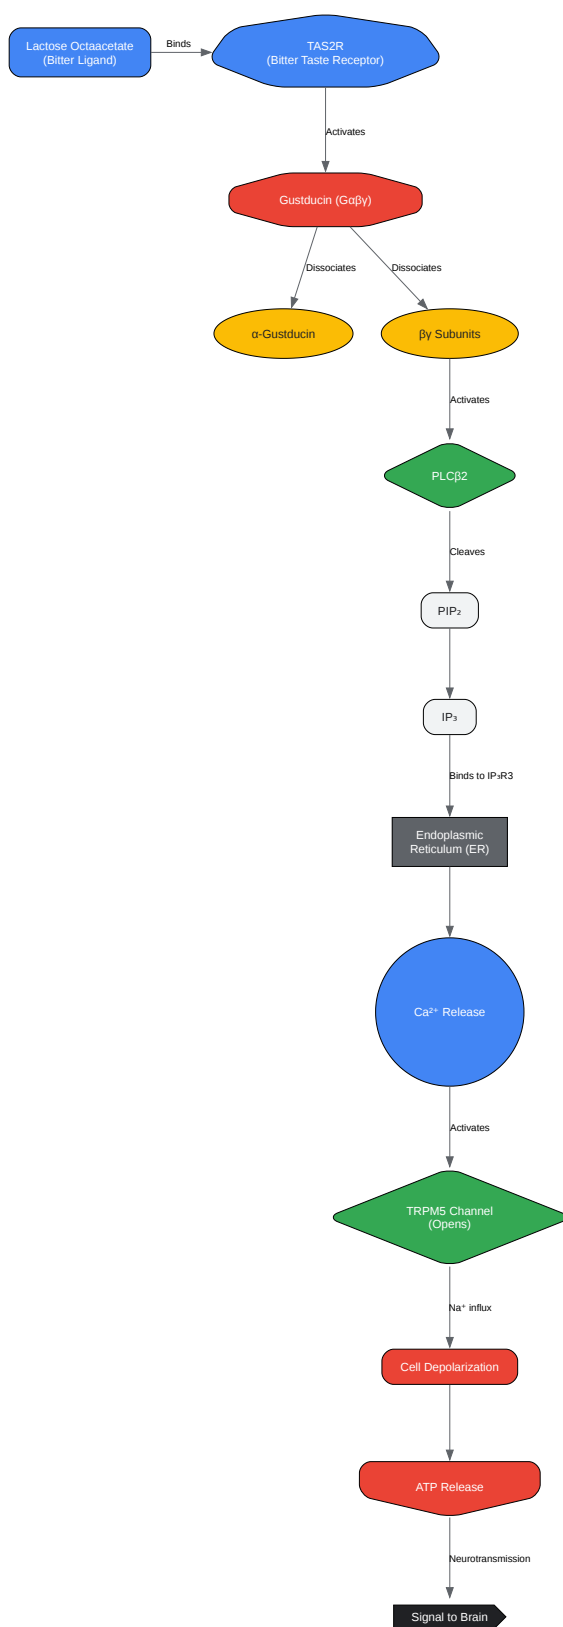 Lactose Octaacetate
(Bitter Ligand)
Binds
TAS2R
(Bitter Taste Receptor)
Activates
Gustducin (Gαβγ)
Dissociates
Dissociates
α-Gustducin
βγ Subunits
Activates
PLCβ2
Cleaves
PIP₂
IP₃
Binds to IP₃R3
Endoplasmic
Reticulum (ER)
Ca²⁺ Release
Activates
TRPM5 Channel
(Opens)
Na⁺ influx
Cell Depolarization
ATP Release
Neurotransmission
Signal to Brain